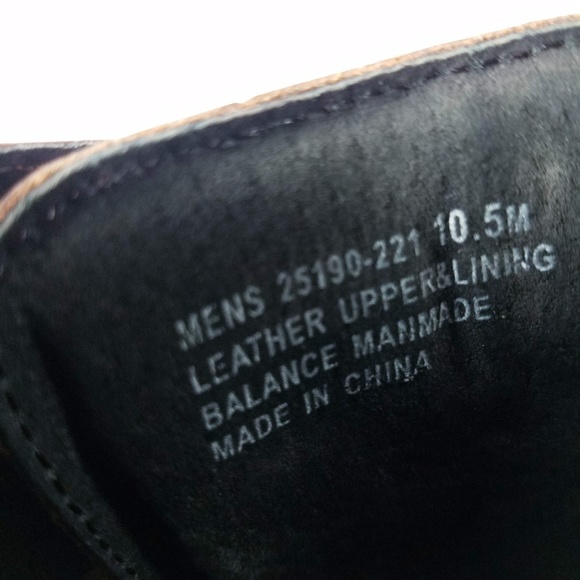 MENS 25190-221 10.5M
LEATHER UPPER&LINING
BALANCE MANMADE
MADE IN CHINA